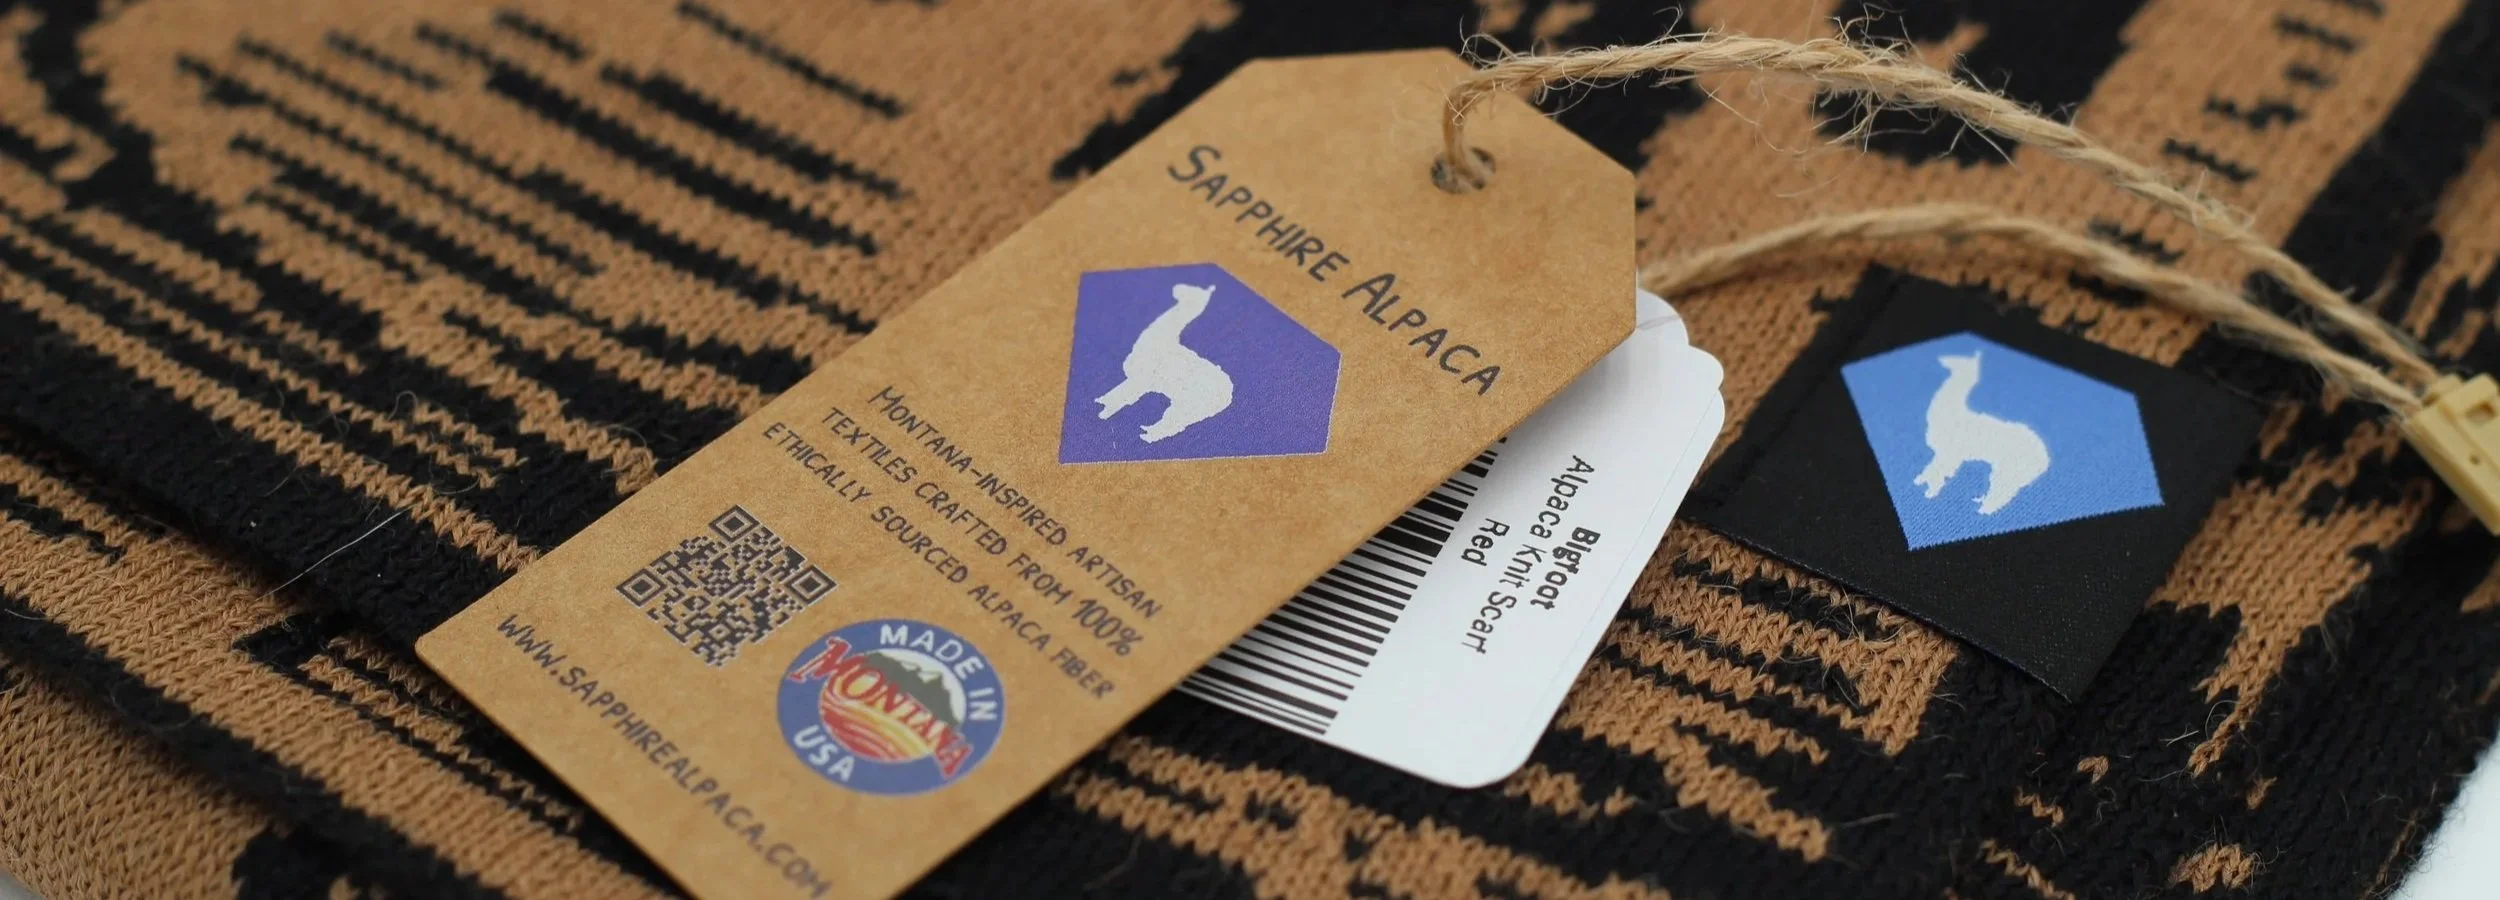 SAPPHIRE ALPACA
MONTANA-INSPIRED ARTISAN
TEXTILES CRAFTED FROM 100%
ETHICALLY SOURCED ALPACA FIBER
MADE IN
MONTANA
USA
WWW.SAPPHIREALPACA.COM
Bigfoot
Alpaca Knit Scarf
Red